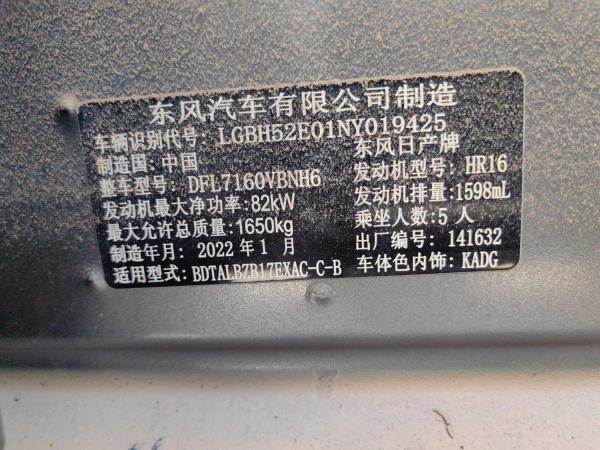 东风汽车有限公司制造
车辆识别代号: LGBH52E01NY019425
制造国: 中国 东风日产牌
整车型号: DFL7160VBNH6 发动机型号: HR16
发动机最大净功率: 82kW 发动机排量: 1598mL
最大允许总质量: 1650kg 乘坐人数: 5 人
制造年月: 2022 年 1 月 出厂编号: 141632
适用型式: BDTALBZB17EXAC-C-B 车体色内饰: KADG